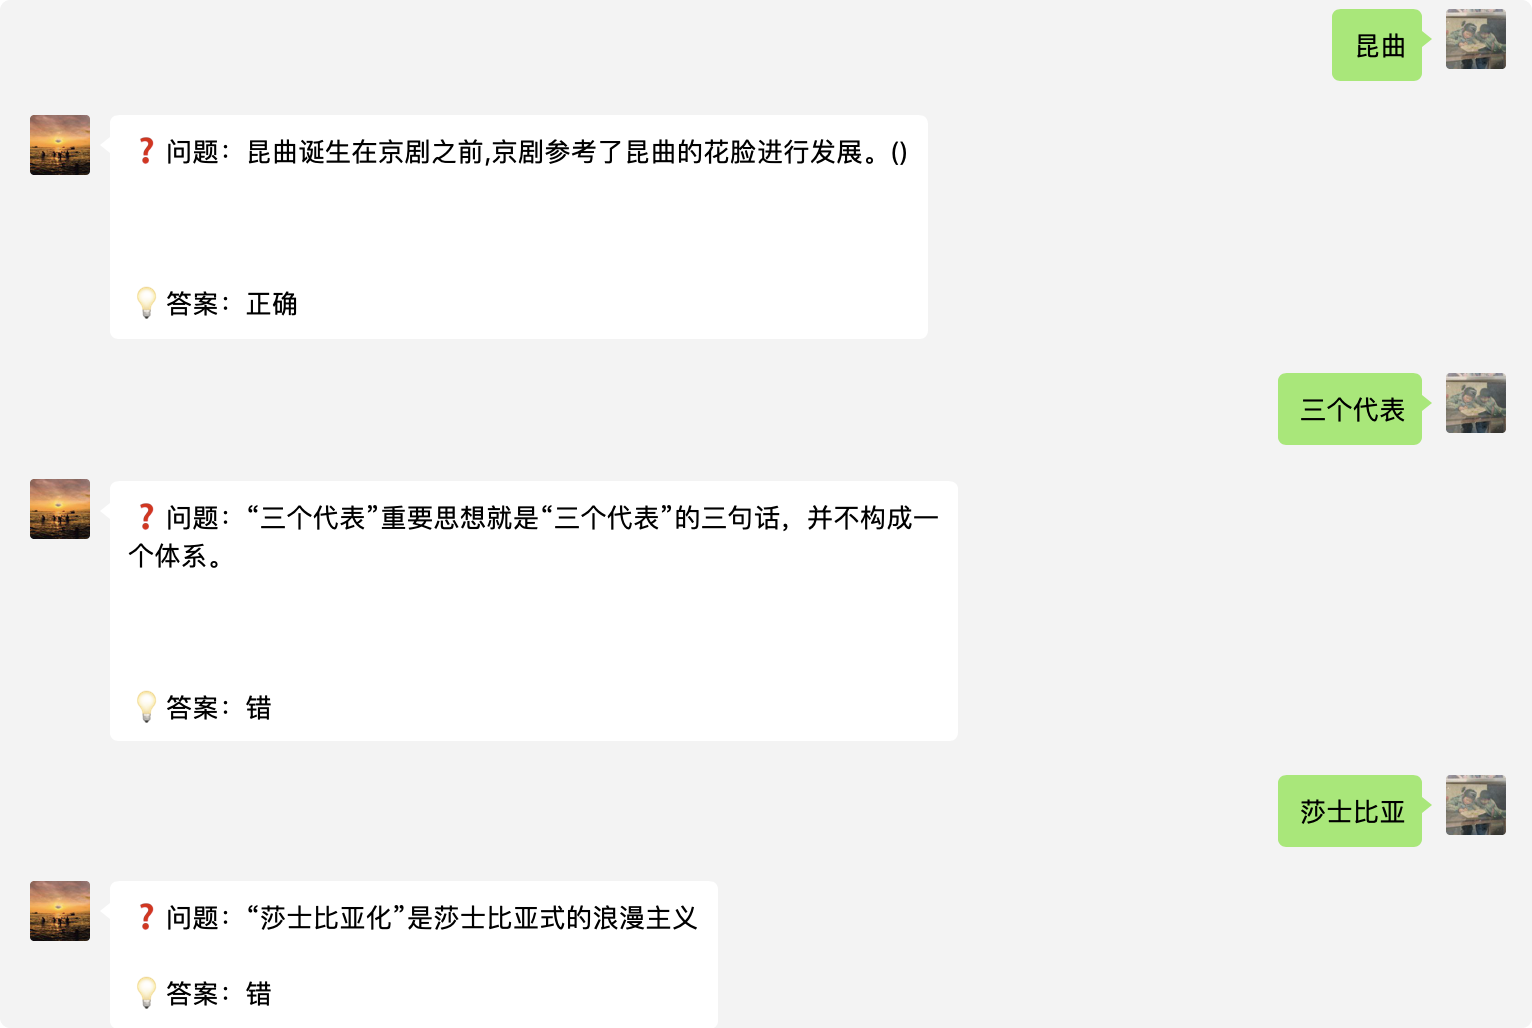 昆曲
❓问题：昆曲诞生在京剧之前,京剧参考了昆曲的花脸进行发展。()
💡答案：正确
三个代表
❓问题：“三个代表”重要思想就是“三个代表”的三句话，并不构成一
个体系。
💡答案：错
莎士比亚
❓问题：“莎士比亚化”是莎士比亚式的浪漫主义
💡答案：错